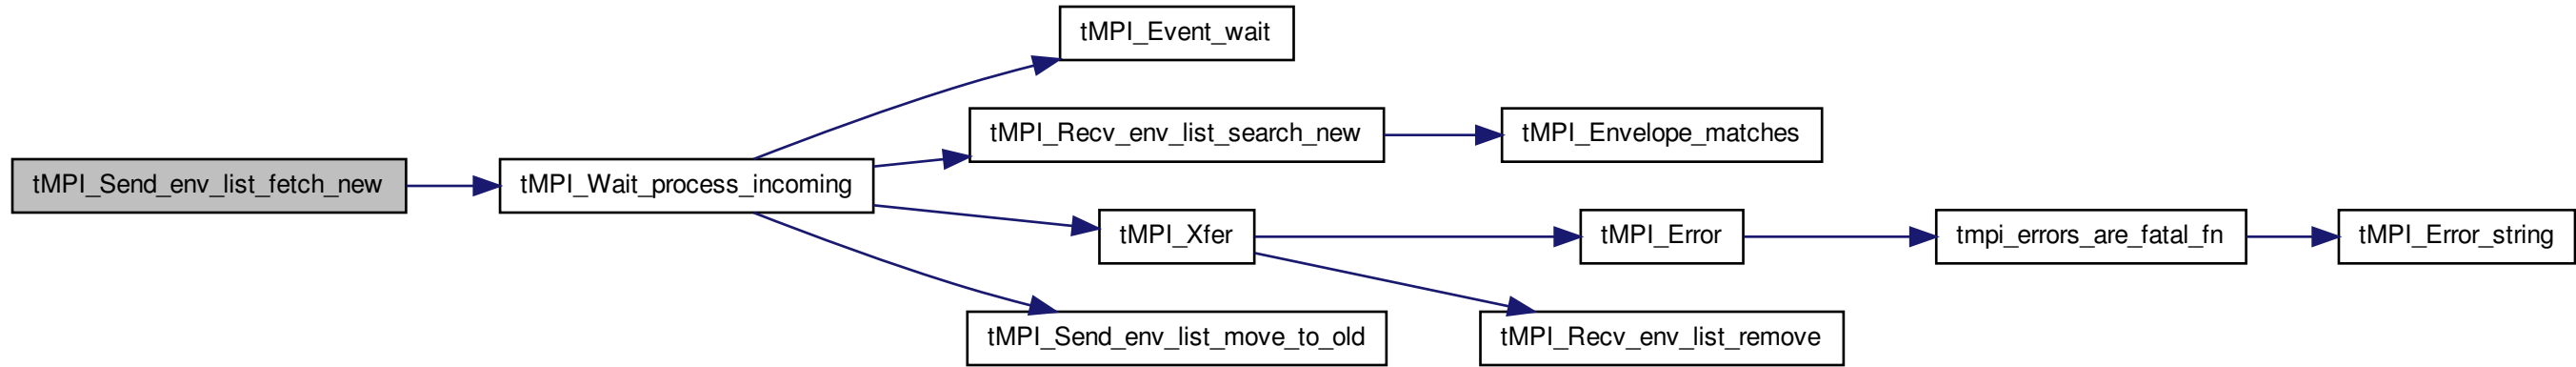 tMPI_Event_wait
tMPI_Recv_env_list_search_new
tMPI_Envelope_matches
tMPI_Send_env_list_fetch_new
tMPI_Wait_process_incoming
tMPI_Xfer
tMPI_Error
tmpi_errors_are_fatal_fn
tMPI_Error_string
tMPI_Send_env_list_move_to_old
tMPI_Recv_env_list_remove